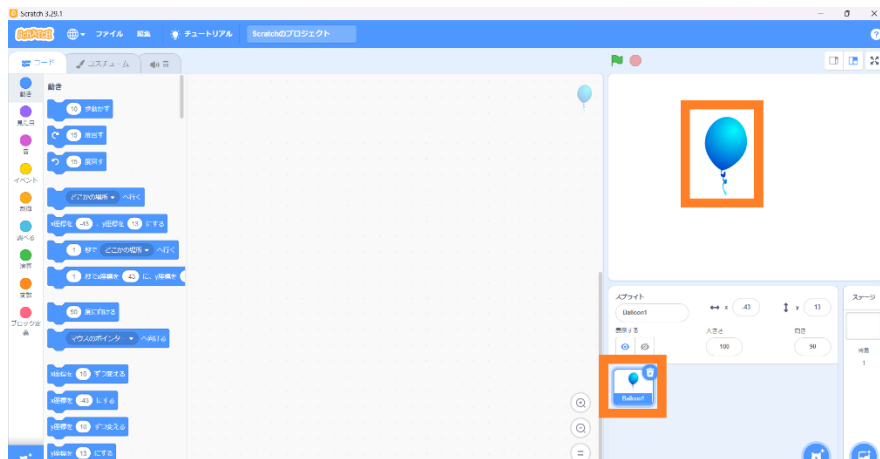 Scratch 3.29.1
SCRATCH
ファイル 編集 チュートリアル Scratchのプロジェクト
コード コスチューム 音
動き
見た目
音
イベント
制御
調べる
演算
変数
ブロック定義
動き
10 歩動かす
15 度回す
15 度回す
どこかの場所 へ行く
x座標を -43 、y座標を 13 にする
1 秒で どこかの場所 へ行く
1 秒でx座標を -43 に、y座標を
90 度に向ける
マウスのポインター へ向ける
x座標を 10 ずつ変える
x座標を -43 にする
y座標を 10 ずつ変える
y座標を 13 にする
スプライト
Balloon1
x -43
y 13
表示する
大きさ 100
向き 90
Balloon1
ステージ
背景
1